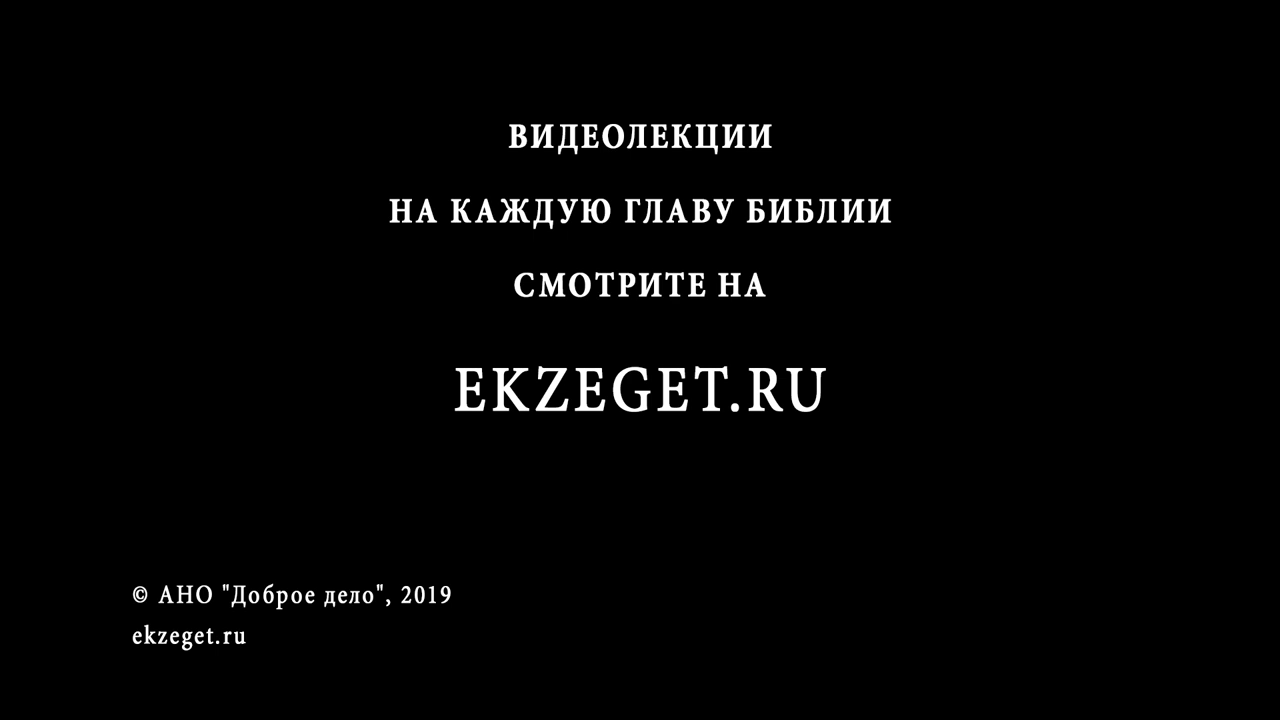 ВИДЕОЛЕКЦИИ
НА КАЖДУЮ ГЛАВУ БИБЛИИ
СМОТРИТЕ НА
EKZEGET.RU
© АНО "Доброе дело", 2019
ekzeget.ru